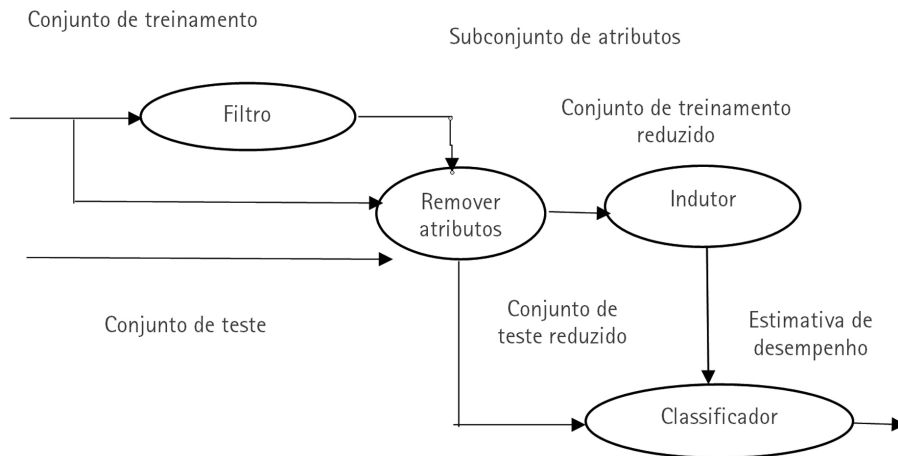 Conjunto de treinamento
Subconjunto de atributos
Filtro
Conjunto de treinamento
reduzido
Remover
atributos
Indutor
Conjunto de teste
Conjunto de
teste reduzido
Estimativa de
desempenho
Classificador